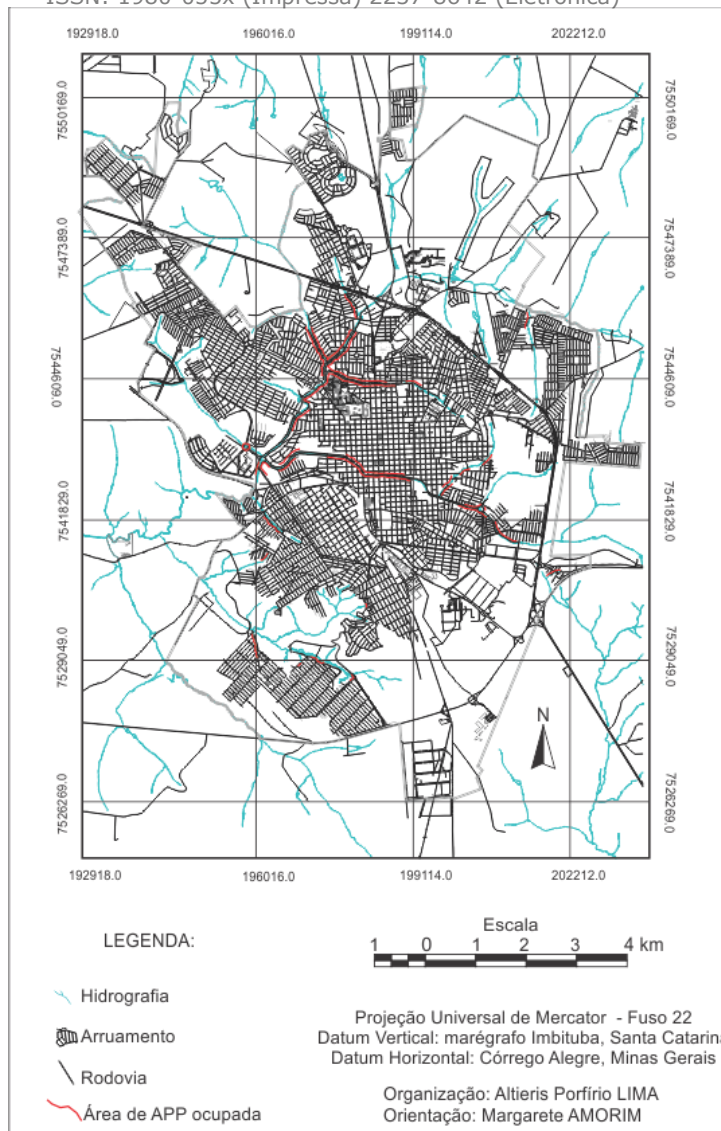 ISSN: 1980-055x (Impressa) 2237-8642 (Eletrônica)
192918.0 196016.0 199114.0 202212.0
7550169.0 7550169.0
7547389.0 7547389.0
7544609.0 7544609.0
7541829.0 7541829.0
7529049.0 7529049.0
7526269.0 7526269.0
N
192918.0 196016.0 199114.0 202212.0
LEGENDA:
Hidrografia
Arruamento
Rodovia
Área de APP ocupada
Escala
1 0 1 2 3 4 km
Projeção Universal de Mercator - Fuso 22
Datum Vertical: marégrafo Imbituba, Santa Catarina
Datum Horizontal: Córrego Alegre, Minas Gerais
Organização: Altieris Porfírio LIMA
Orientação: Margarete AMORIM